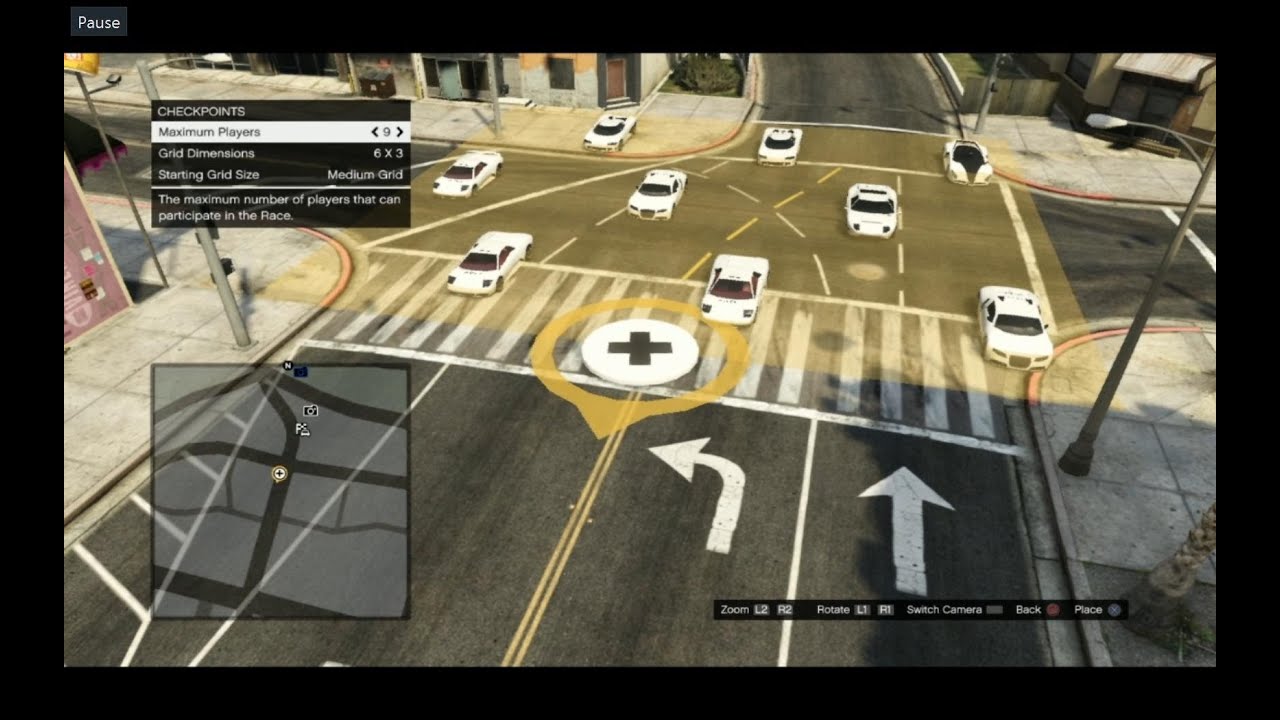 Pause
CHECKPOINTS
Maximum Players 9
Grid Dimensions 6 X 3
Starting Grid Size Medium Grid
The maximum number of players that can
participate in the Race.
N
Zoom L2 R2 Rotate L1 R1 Switch Camera Back Place